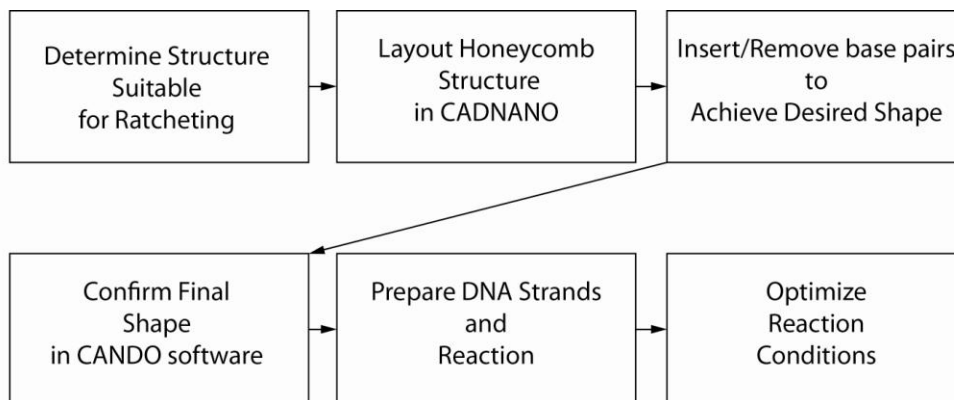 Determine Structure
Suitable
for Ratcheting
Layout Honeycomb
Structure
in CADNANO
Insert/Remove base pairs
to
Achieve Desired Shape
Confirm Final
Shape
in CANDO software
Prepare DNA Strands
and
Reaction
Optimize
Reaction
Conditions